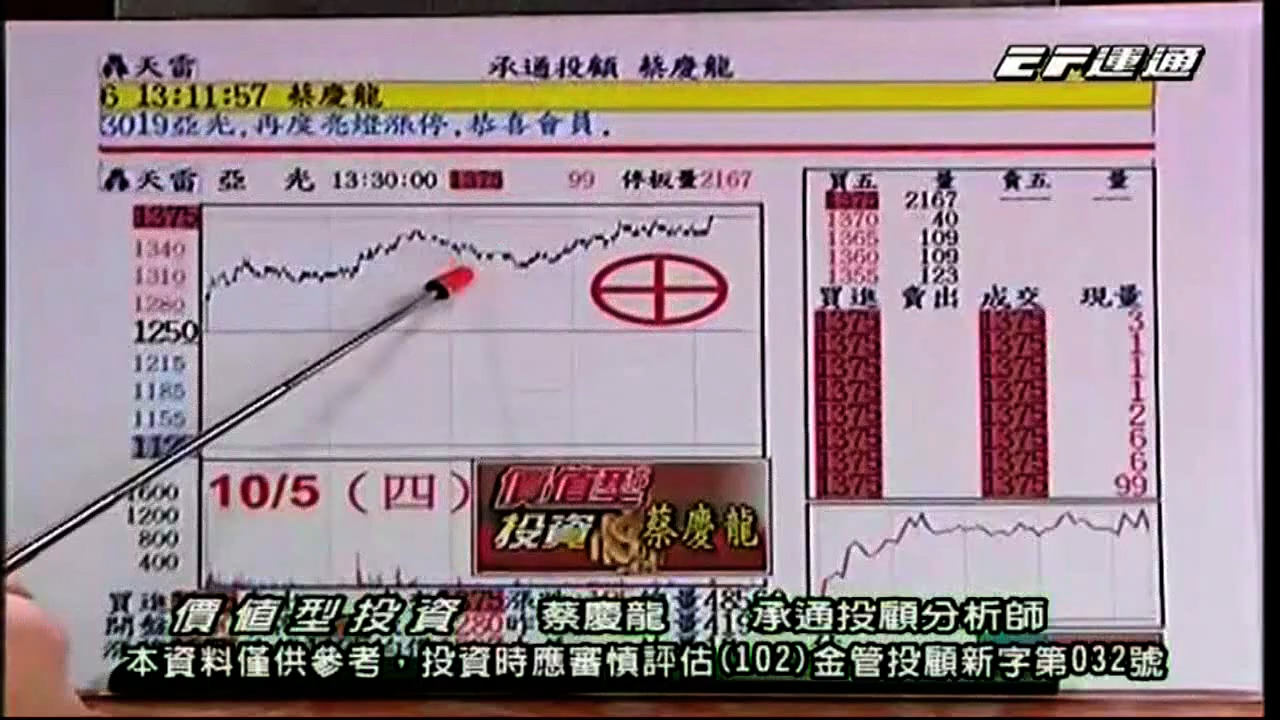 天雷 承通投顧 蔡慶龍
EF運通
6 13:11:57 蔡慶龍
3019亞光,再度亮燈漲停,恭喜會員.
天雷 亞 光 13:30:00 1375 99 停板量2167
買五 量 賣五 量
1375 2167
1370 40
1365 109
1360 109
1355 123
買進 賣出 成交 現量
1375 1375 3
1375 1375 1
1375 1375 1
1375 1375 1
1375 1375 2
1375 1375 6
1375 1375 6
1375 1375 99
1375
1340
1310
1280
1250
1215
1185
1155
1600
1200
800
400
10/5 (四)
價值型
投資 蔡慶龍
價值型投資 蔡慶龍 承通投顧分析師
本資料僅供參考,投資時應審慎評估(102)金管投顧新字第032號